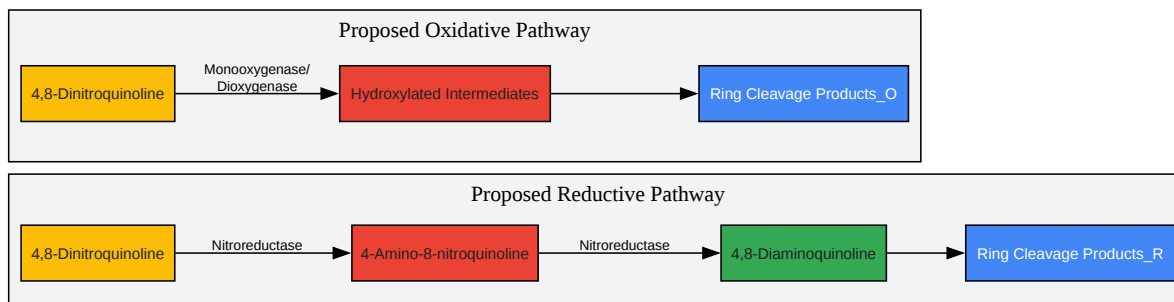 Proposed Oxidative Pathway
4,8-Dinitroquinoline
Monooxygenase/
Dioxygenase
Hydroxylated Intermediates
Ring Cleavage Products_O
Proposed Reductive Pathway
4,8-Dinitroquinoline
Nitroreductase
4-Amino-8-nitroquinoline
Nitroreductase
4,8-Diaminoquinoline
Ring Cleavage Products_R